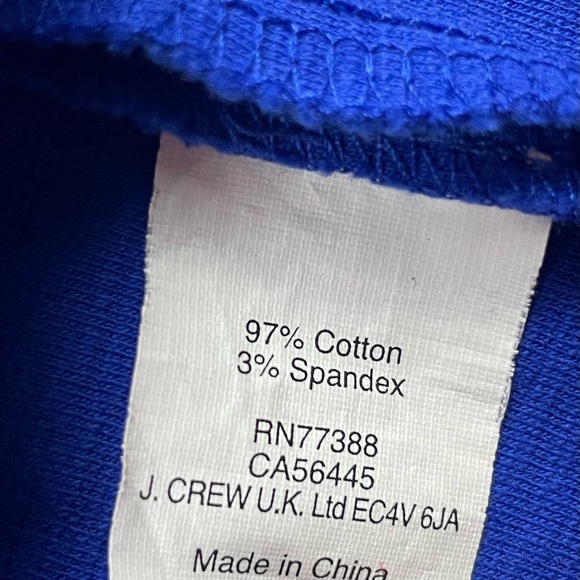 97% Cotton
3% Spandex
RN77388
CA56445
J. CREW U.K. Ltd EC4V 6JA
Made in China